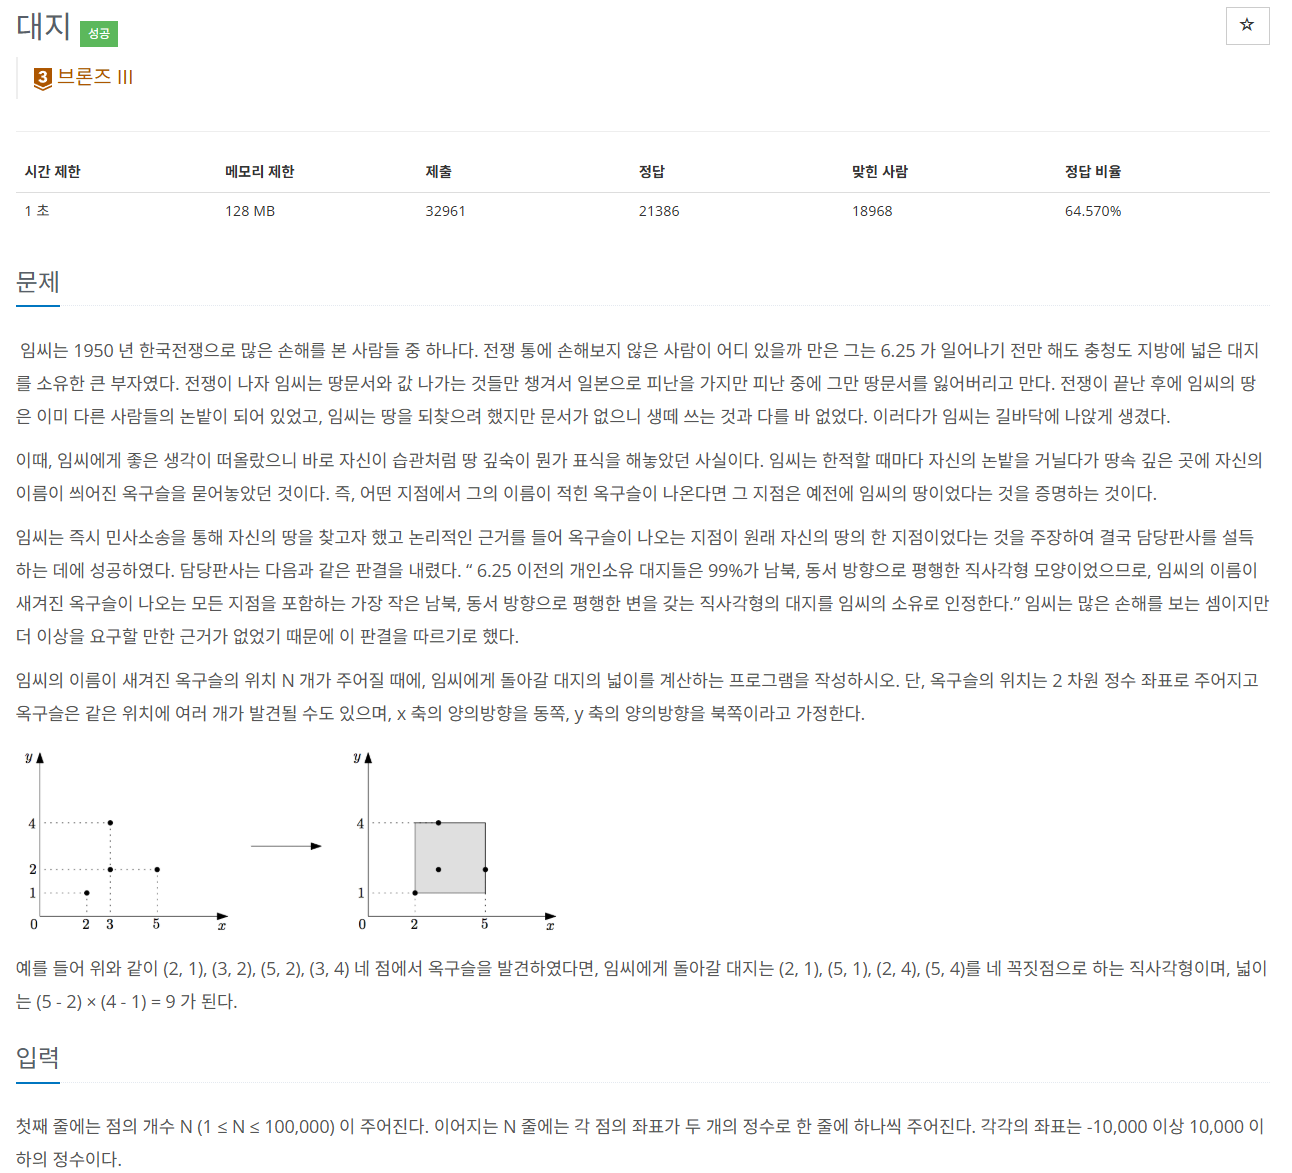 대지 성공
☆
3 브론즈 III
시간 제한 메모리 제한 제출 정답 맞힌 사람 정답 비율
1 초 128 MB 32961 21386 18968 64.570%
문제
임씨는 1950 년 한국전쟁으로 많은 손해를 본 사람들 중 하나다. 전쟁 통에 손해보지 않은 사람이 어디 있을까 만은 그는 6.25 가 일어나기 전만 해도 충청도 지방에 넓은 대지
를 소유한 큰 부자였다. 전쟁이 나자 임씨는 땅문서와 값 나가는 것들만 챙겨서 일본으로 피난을 가지만 피난 중에 그만 땅문서를 잃어버리고 만다. 전쟁이 끝난 후에 임씨의 땅
은 이미 다른 사람들의 논밭이 되어 있었고, 임씨는 땅을 되찾으려 했지만 문서가 없으니 생떼 쓰는 것과 다를 바 없었다. 이러다가 임씨는 길바닥에 나앉게 생겼다.
이때, 임씨에게 좋은 생각이 떠올랐으니 바로 자신이 습관처럼 땅 깊숙이 뭔가 표식을 해놓았던 사실이다. 임씨는 한적할 때마다 자신의 논밭을 거닐다가 땅속 깊은 곳에 자신의
이름이 씌어진 옥구슬을 묻어놓았던 것이다. 즉, 어떤 지점에서 그의 이름이 적힌 옥구슬이 나온다면 그 지점은 예전에 임씨의 땅이었다는 것을 증명하는 것이다.
임씨는 즉시 민사소송을 통해 자신의 땅을 찾고자 했고 논리적인 근거를 들어 옥구슬이 나오는 지점이 원래 자신의 땅의 한 지점이었다는 것을 주장하여 결국 담당판사를 설득
하는 데에 성공하였다. 담당판사는 다음과 같은 판결을 내렸다. “ 6.25 이전의 개인소유 대지들은 99%가 남북, 동서 방향으로 평행한 직사각형 모양이었으므로, 임씨의 이름이
새겨진 옥구슬이 나오는 모든 지점을 포함하는 가장 작은 남북, 동서 방향으로 평행한 변을 갖는 직사각형의 대지를 임씨의 소유로 인정한다.” 임씨는 많은 손해를 보는 셈이지만
더 이상을 요구할 만한 근거가 없었기 때문에 이 판결을 따르기로 했다.
임씨의 이름이 새겨진 옥구슬의 위치 N 개가 주어질 때에, 임씨에게 돌아갈 대지의 넓이를 계산하는 프로그램을 작성하시오. 단, 옥구슬의 위치는 2 차원 정수 좌표로 주어지고
옥구슬은 같은 위치에 여러 개가 발견될 수도 있으며, x 축의 양의방향을 동쪽, y 축의 양의방향을 북쪽이라고 가정한다.
y y
4 4
2
1 1
0 2 3 5 x 0 2 5 x
예를 들어 위와 같이 (2, 1), (3, 2), (5, 2), (3, 4) 네 점에서 옥구슬을 발견하였다면, 임씨에게 돌아갈 대지는 (2, 1), (5, 1), (2, 4), (5, 4)를 네 꼭짓점으로 하는 직사각형이며, 넓이
는 (5 - 2) × (4 - 1) = 9 가 된다.
입력
첫째 줄에는 점의 개수 N (1 ≤ N ≤ 100,000) 이 주어진다. 이어지는 N 줄에는 각 점의 좌표가 두 개의 정수로 한 줄에 하나씩 주어진다. 각각의 좌표는 -10,000 이상 10,000 이
하의 정수이다.